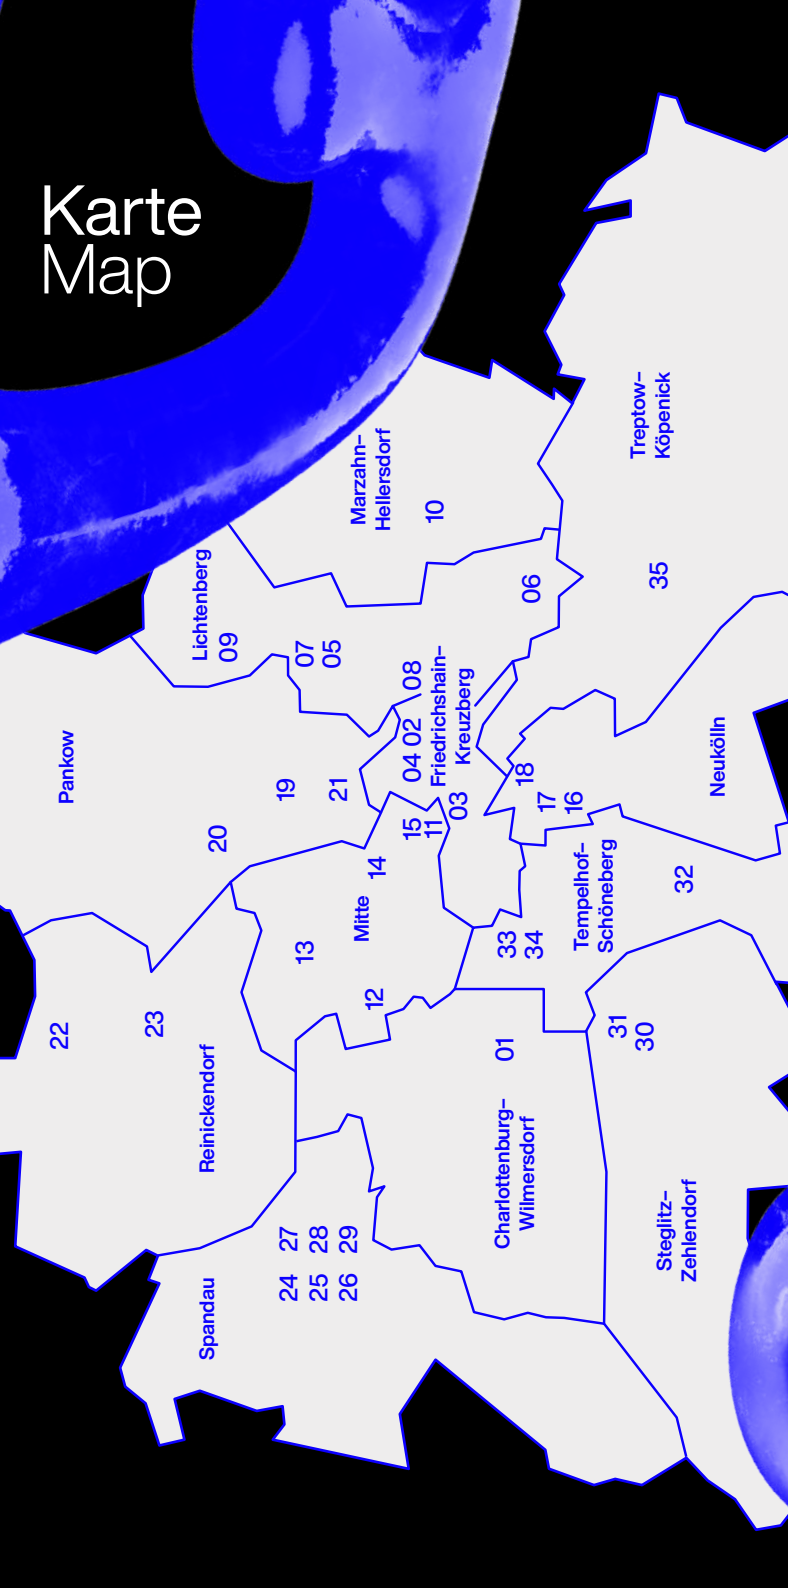 Karte
Map
Treptow–
Köpenick
Marzahn–
Hellersdorf
10
35
06
Lichtenberg
09
07
05
08
Friedrichshain–
Kreuzberg
02
04
03
Pankow
19
21
20
Neukölln
18
17
16
15
11
14
Mitte
13
12
Tempelhof–
Schöneberg
32
33
34
22
23
Reinickendorf
01
Charlottenburg–
Wilmersdorf
31
30
Steglitz–
Zehlendorf
27
28
29
24
25
26
Spandau